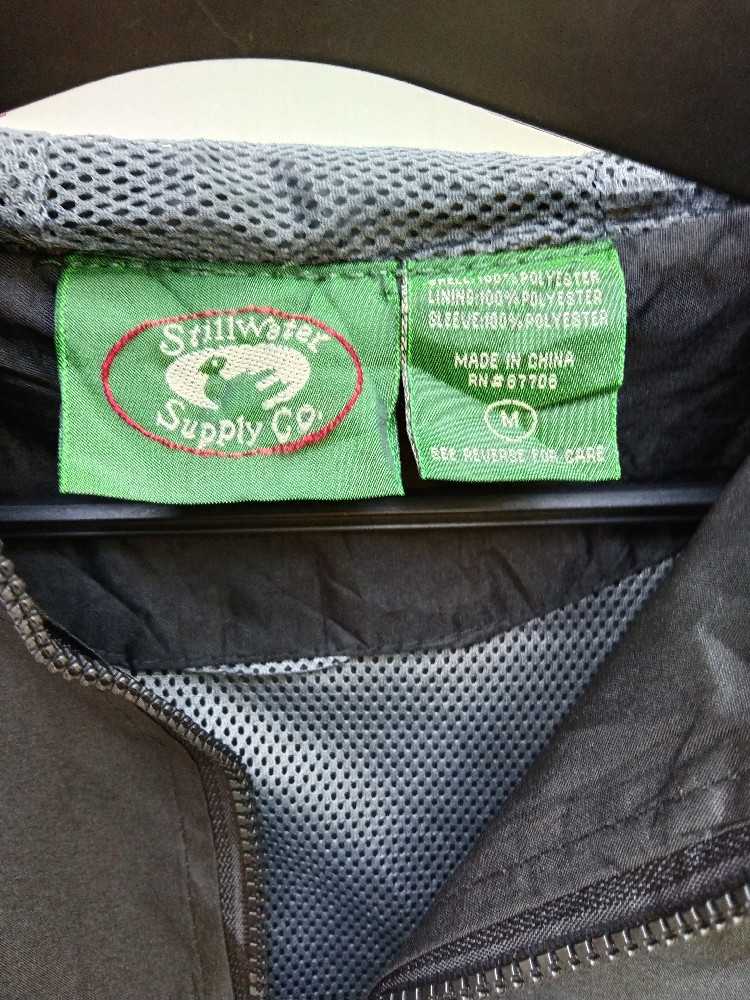 Stillwater
Supply Co.
SHELL:100% POLYESTER
LINING:100% POLYESTER
SLEEVE:100% POLYESTER
MADE IN CHINA
RN# 67706
M
SEE REVERSE FOR CARE